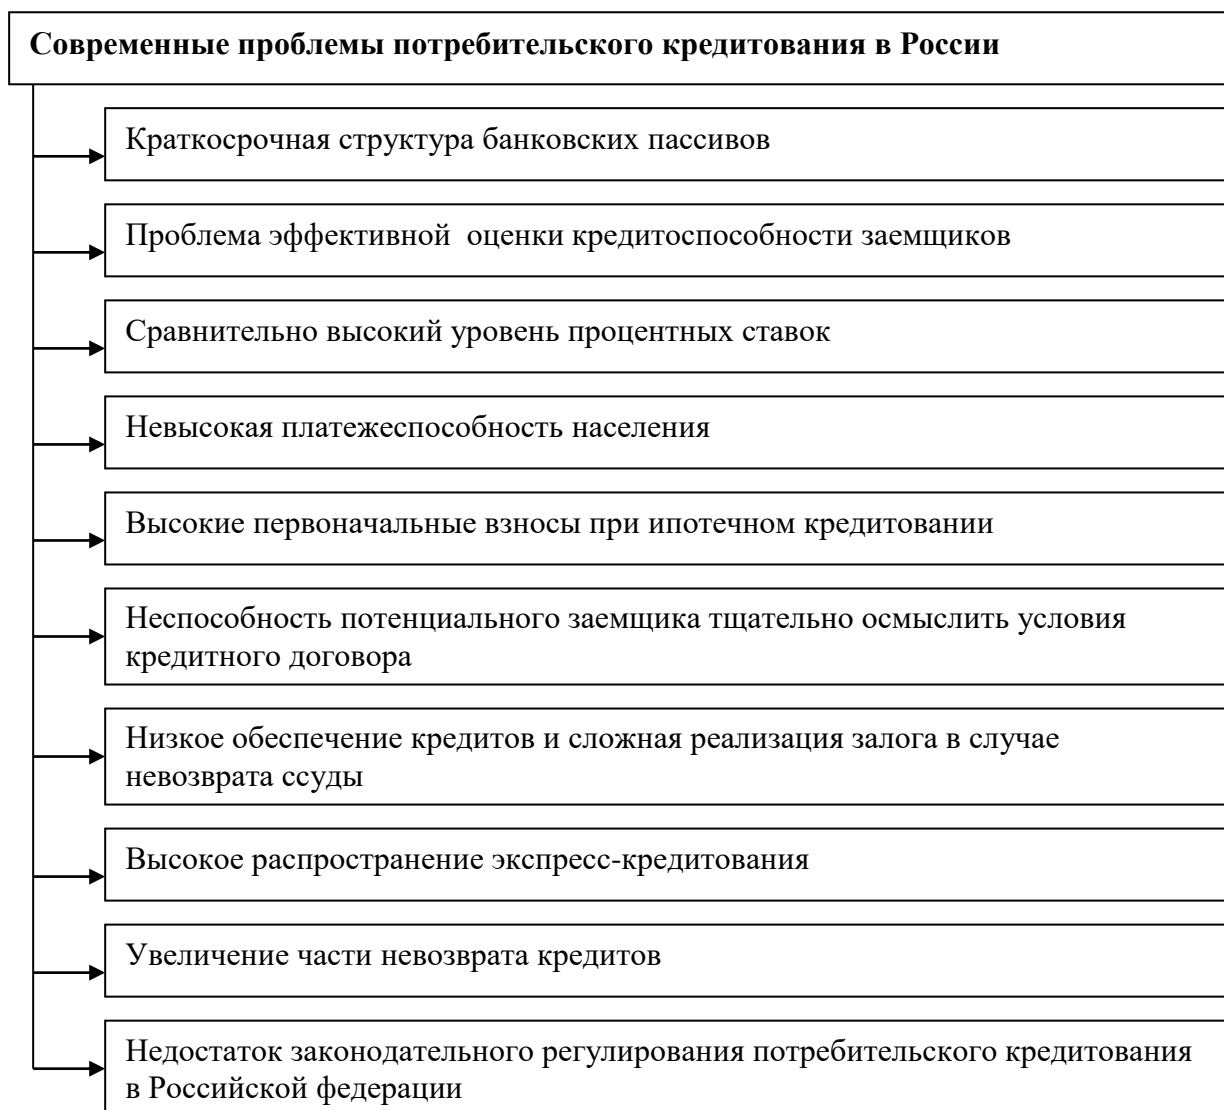 Современные проблемы потребительского кредитования в России
Краткосрочная структура банковских пассивов
Проблема эффективной оценки кредитоспособности заемщиков
Сравнительно высокий уровень процентных ставок
Невысокая платежеспособность населения
Высокие первоначальные взносы при ипотечном кредитовании
Неспособность потенциального заемщика тщательно осмыслить условия
кредитного договора
Низкое обеспечение кредитов и сложная реализация залога в случае
невозврата ссуды
Высокое распространение экспресс-кредитования
Увеличение части невозврата кредитов
Недостаток законодательного регулирования потребительского кредитования
в Российской федерации